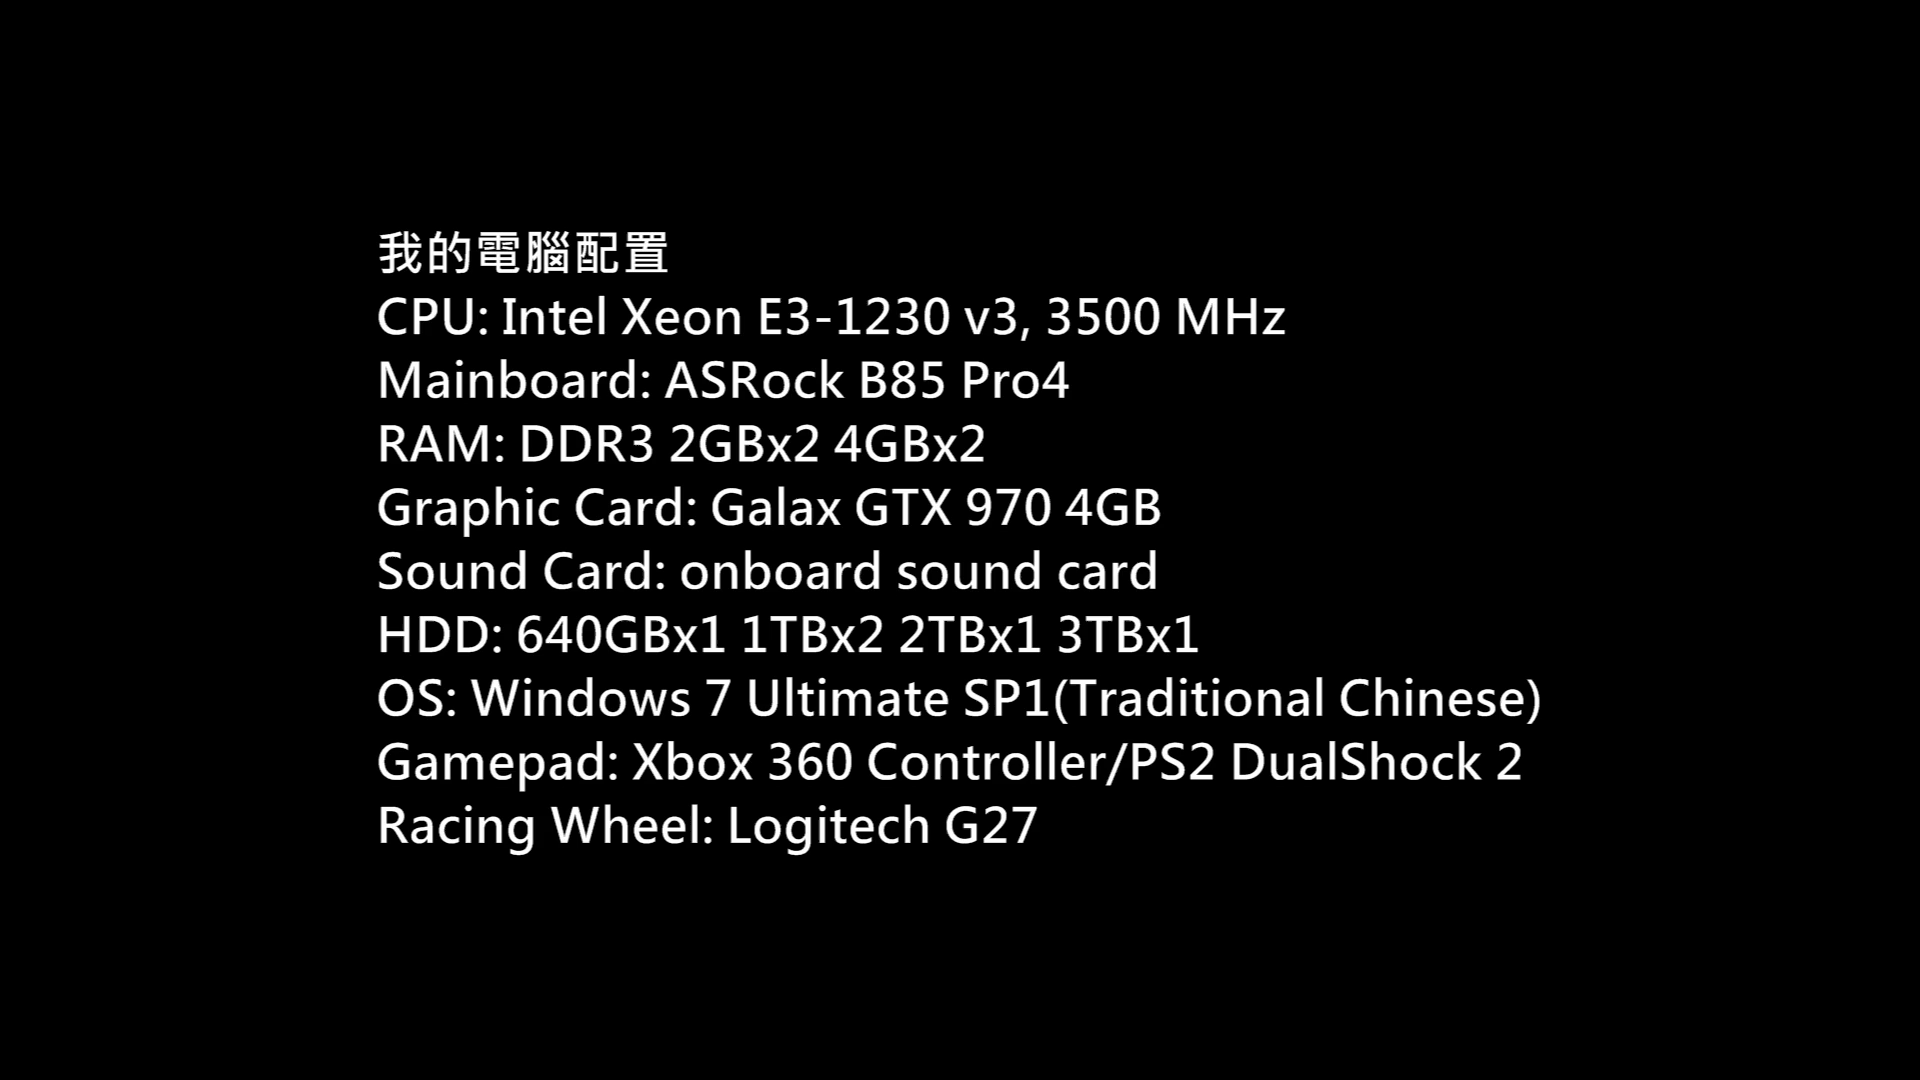 我的電腦配置
CPU: Intel Xeon E3-1230 v3, 3500 MHz
Mainboard: ASRock B85 Pro4
RAM: DDR3 2GBx2 4GBx2
Graphic Card: Galax GTX 970 4GB
Sound Card: onboard sound card
HDD: 640GBx1 1TBx2 2TBx1 3TBx1
OS: Windows 7 Ultimate SP1(Traditional Chinese)
Gamepad: Xbox 360 Controller/PS2 DualShock 2
Racing Wheel: Logitech G27